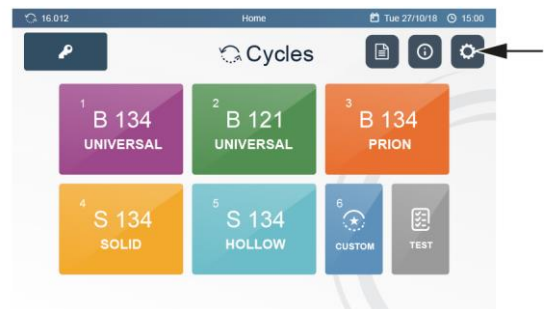 16.012 Home Tue 27/10/18 15:00
Cycles
1 2 3
B 134 B 121 B 134
UNIVERSAL UNIVERSAL PRION
4 5 6
S 134 S 134
SOLID HOLLOW CUSTOM TEST